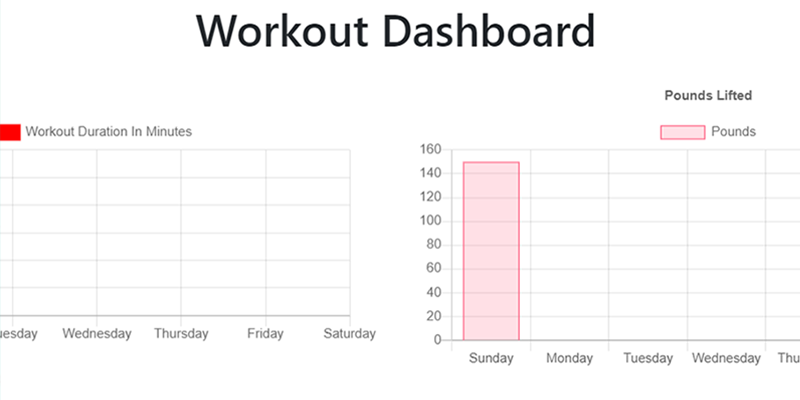 Workout Dashboard
Pounds Lifted
Workout Duration In Minutes
Pounds
160
140
120
100
80
60
40
20
0
uesday Wednesday Thursday Friday Saturday
Sunday Monday Tuesday Wednesday Thu